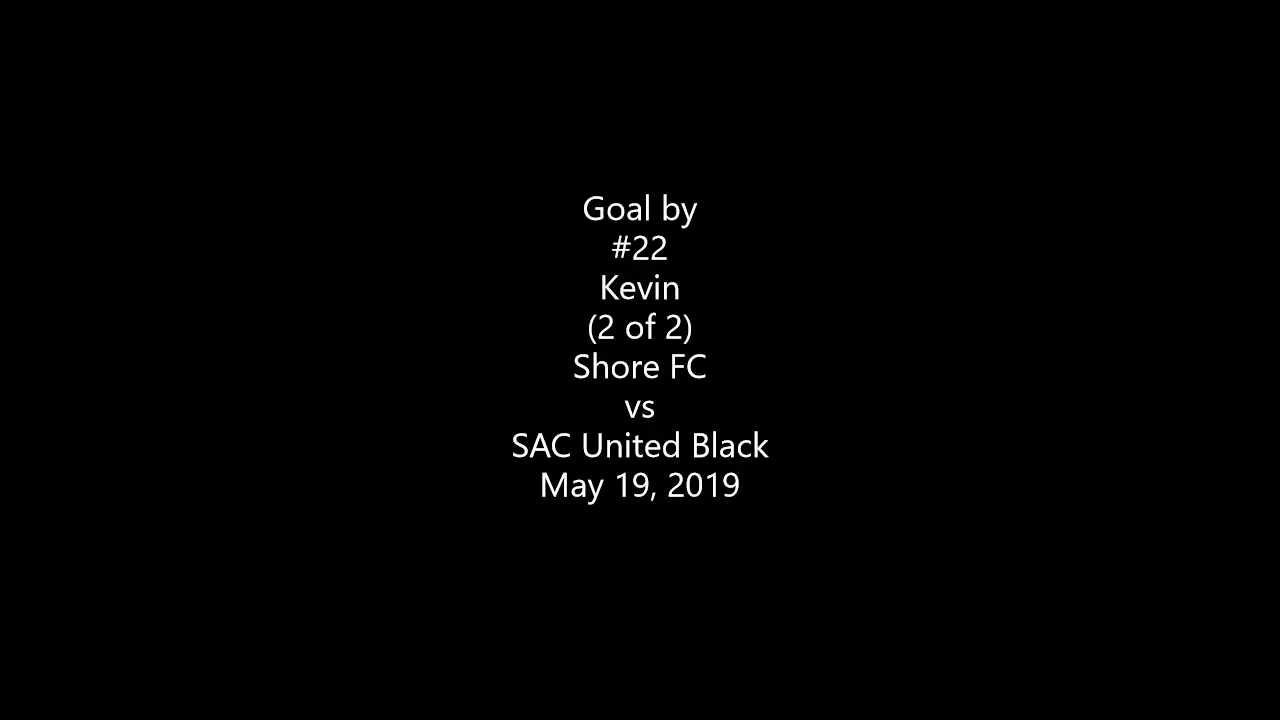 Goal by
#22
Kevin
(2 of 2)
Shore FC
vs
SAC United Black
May 19, 2019